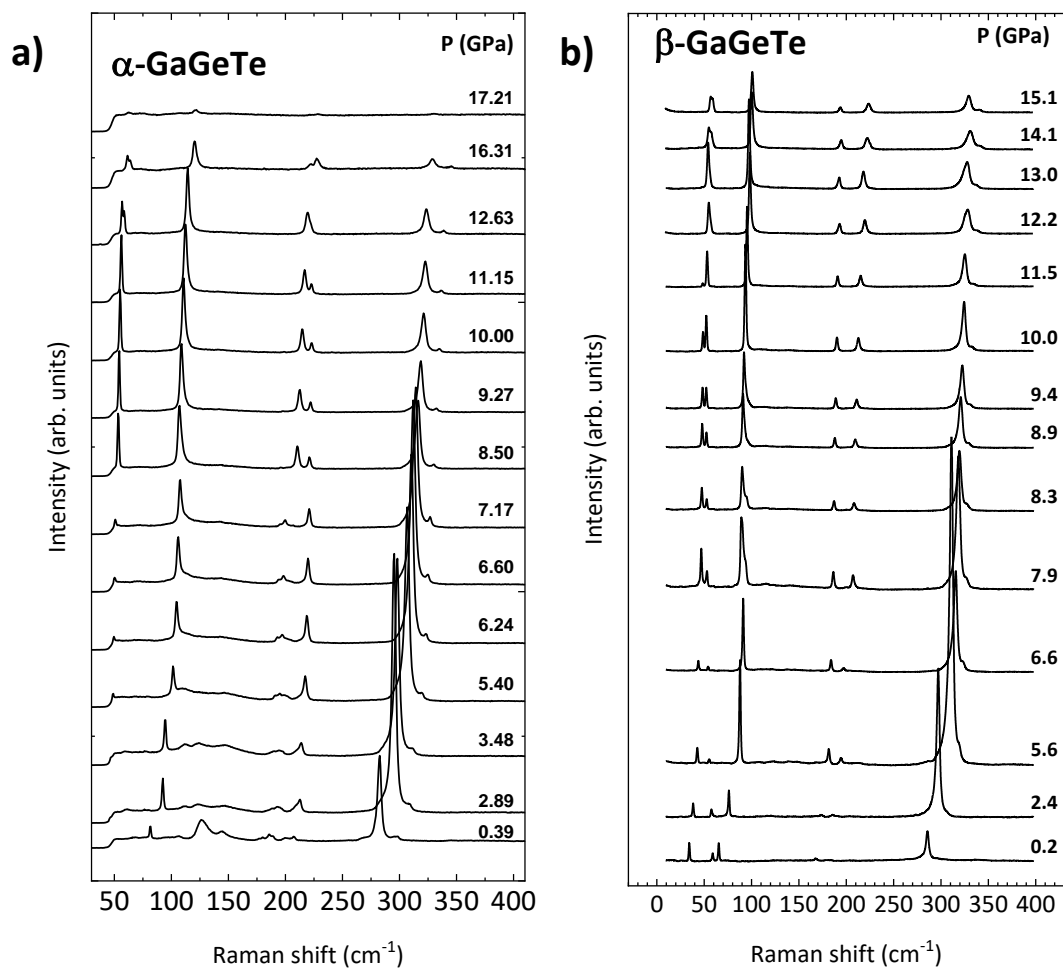 a)
α-GaGeTe
P (GPa)
17.21
16.31
12.63
11.15
10.00
9.27
8.50
7.17
6.60
6.24
5.40
3.48
2.89
0.39
Intensity (arb. units)
50 100 150 200 250 300 350 400
Raman shift (cm-1)
b)
β-GaGeTe
P (GPa)
15.1
14.1
13.0
12.2
11.5
10.0
9.4
8.9
8.3
7.9
6.6
5.6
2.4
0.2
Intensity (arb. units)
0 50 100 150 200 250 300 350 400
Raman shift (cm-1)